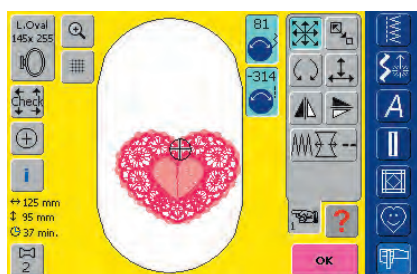 L.Oval
145x 255
Check
i
125 mm
95 mm
37 min.
2
81
-314
1
?
OK
A